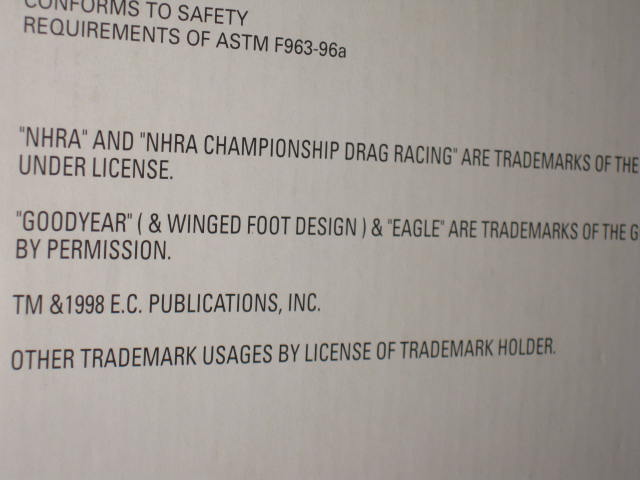 CONFORMS TO SAFETY
REQUIREMENTS OF ASTM F963-96a
"NHRA" AND "NHRA CHAMPIONSHIP DRAG RACING" ARE TRADEMARKS OF THE
UNDER LICENSE.
"GOODYEAR" ( & WINGED FOOT DESIGN ) & "EAGLE" ARE TRADEMARKS OF THE G
BY PERMISSION.
TM &1998 E.C. PUBLICATIONS, INC.
OTHER TRADEMARK USAGES BY LICENSE OF TRADEMARK HOLDER.